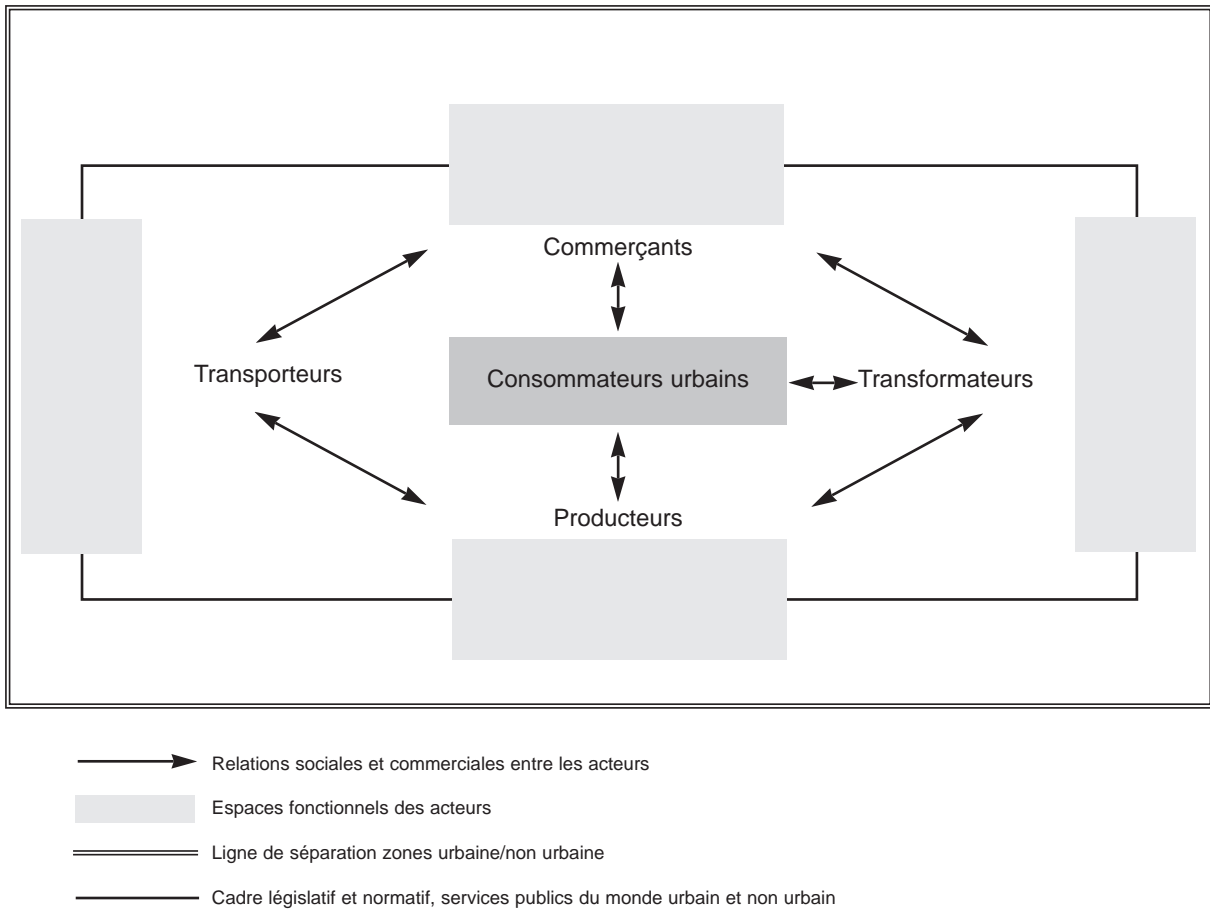 Commerçants
Transporteurs
Consommateurs urbains
Transformateurs
Producteurs
Relations sociales et commerciales entre les acteurs
Espaces fonctionnels des acteurs
Ligne de séparation zones urbaine/non urbaine
Cadre législatif et normatif, services publics du monde urbain et non urbain